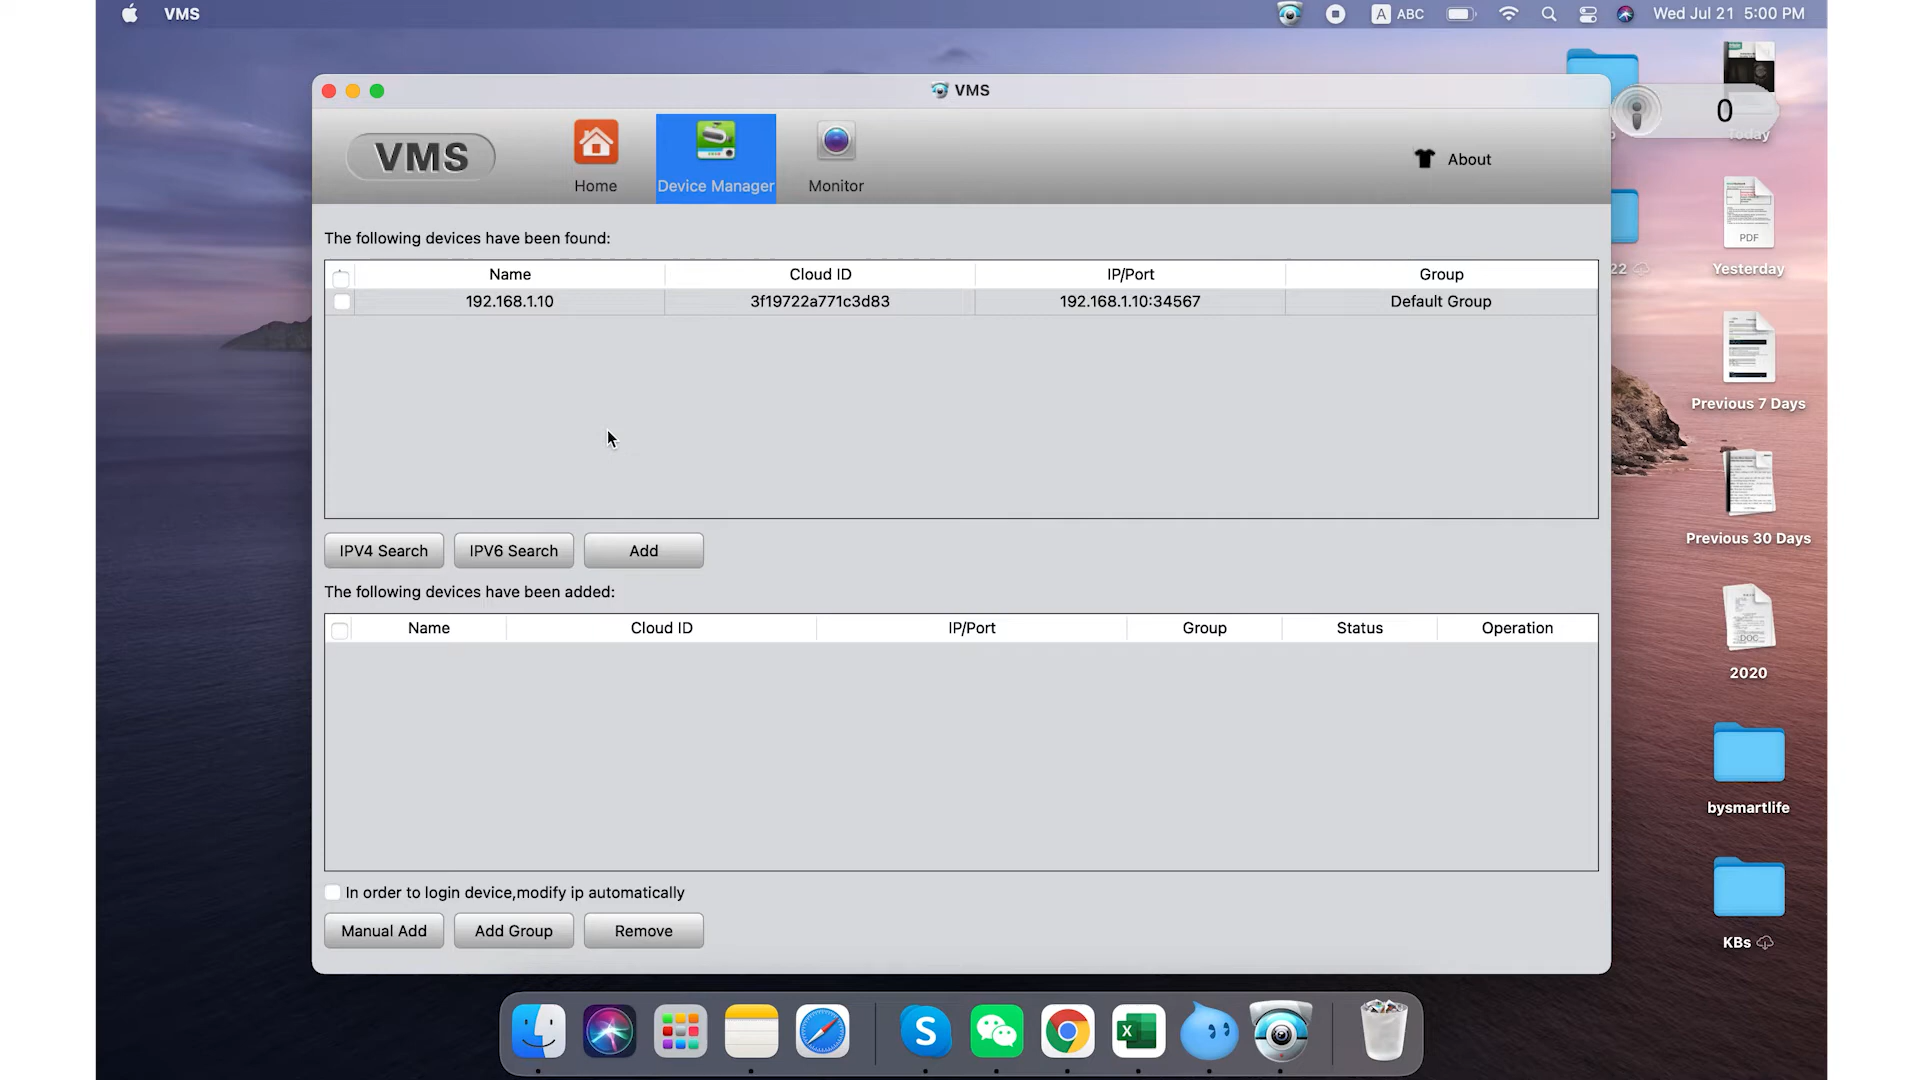 VMS
A ABC
Wed Jul 21 5:00 PM
VMS
VMS
Home
Device Manager
Monitor
About
0
Today
The following devices have been found:
Name Cloud ID IP/Port Group
192.168.1.10 3f19722a771c3d83 192.168.1.10:34567 Default Group
22
PDF
Yesterday
Previous 7 Days
IPV4 Search IPV6 Search Add
Previous 30 Days
The following devices have been added:
Name Cloud ID IP/Port Group Status Operation
DOC
2020
bysmartlife
In order to login device,modify ip automatically
Manual Add Add Group Remove
KBs
S
X